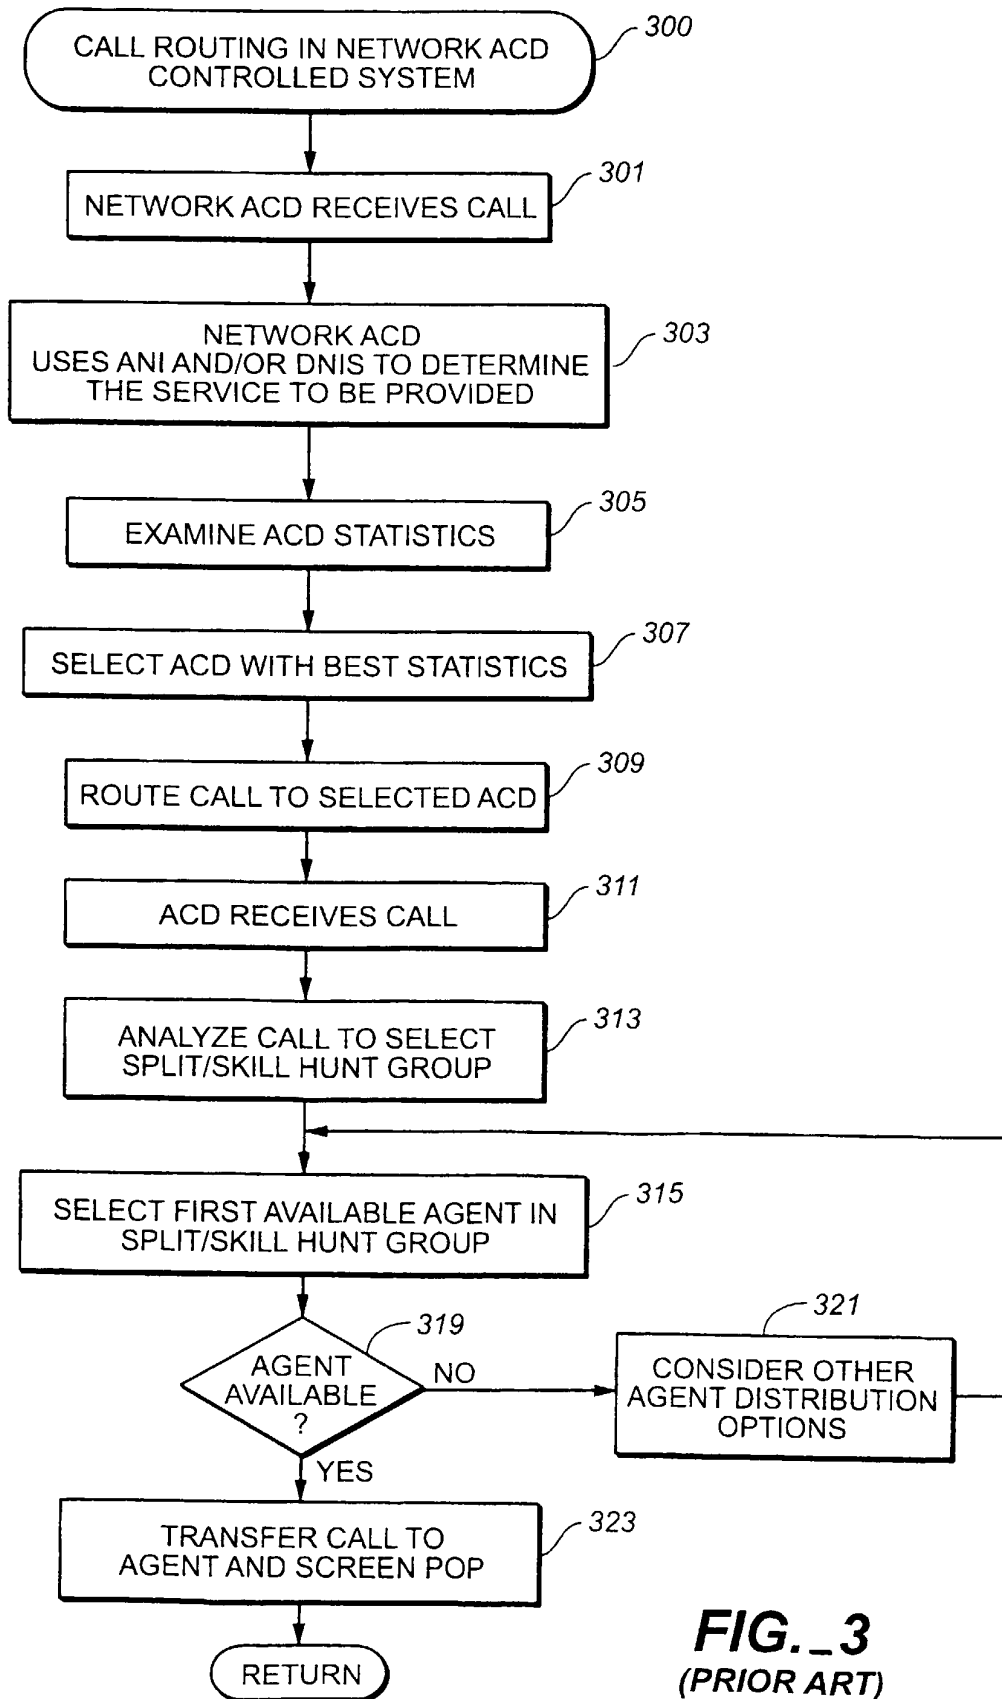 CALL ROUTING IN NETWORK ACD
CONTROLLED SYSTEM
300
NETWORK ACD RECEIVES CALL
301
NETWORK ACD
USES ANI AND/OR DNIS TO DETERMINE
THE SERVICE TO BE PROVIDED
303
EXAMINE ACD STATISTICS
305
SELECT ACD WITH BEST STATISTICS
307
ROUTE CALL TO SELECTED ACD
309
ACD RECEIVES CALL
311
ANALYZE CALL TO SELECT
SPLIT/SKILL HUNT GROUP
313
SELECT FIRST AVAILABLE AGENT IN
SPLIT/SKILL HUNT GROUP
315
AGENT
AVAILABLE
?
319
NO
CONSIDER OTHER
AGENT DISTRIBUTION
OPTIONS
321
YES
TRANSFER CALL TO
AGENT AND SCREEN POP
323
RETURN
FIG._3
(PRIOR ART)